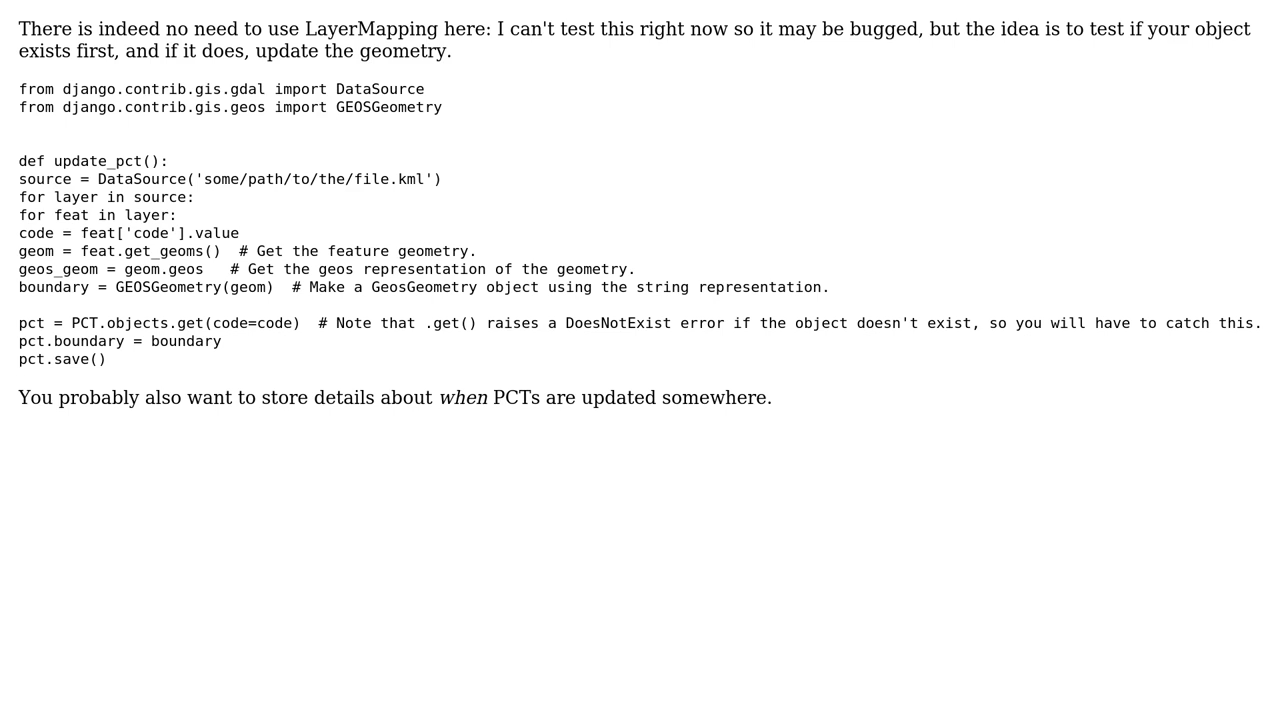 There is indeed no need to use LayerMapping here: I can't test this right now so it may be bugged, but the idea is to test if your object
exists first, and if it does, update the geometry.
from django.contrib.gis.gdal import DataSource
from django.contrib.gis.geos import GEOSGeometry
def update_pct():
source = DataSource('some/path/to/the/file.kml')
for layer in source:
for feat in layer:
code = feat['code'].value
geom = feat.get_geoms()  # Get the feature geometry.
geos_geom = geom.geos   # Get the geos representation of the geometry.
boundary = GEOSGeometry(geom)  # Make a GeosGeometry object using the string representation.
pct = PCT.objects.get(code=code)  # Note that .get() raises a DoesNotExist error if the object doesn't exist, so you will have to catch this.
pct.boundary = boundary
pct.save()
You probably also want to store details about when PCTs are updated somewhere.